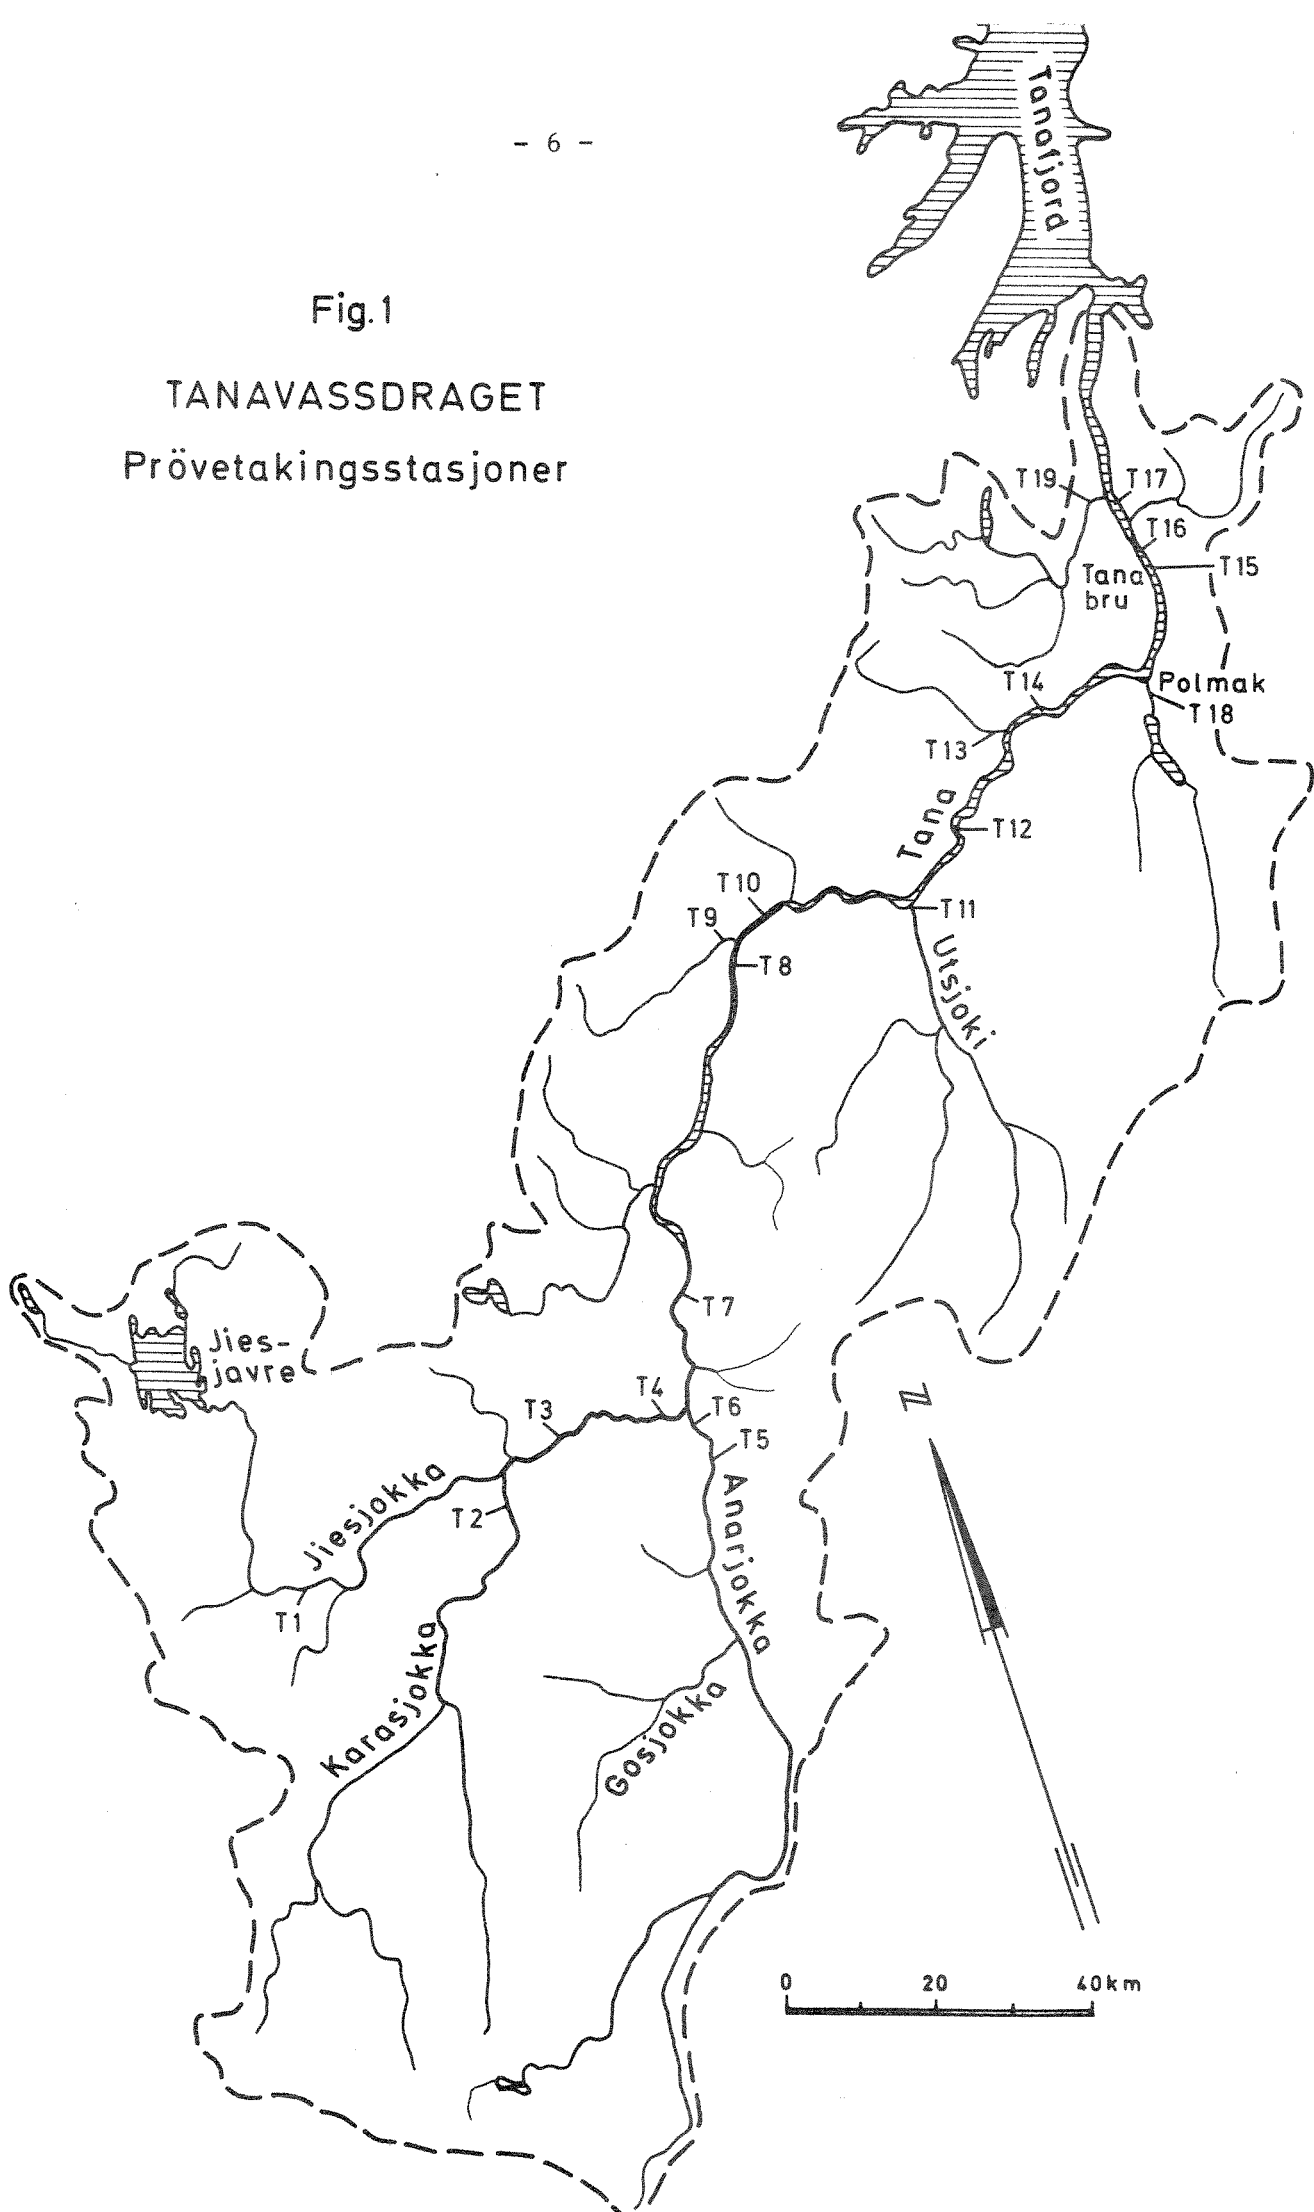 - 6 -
Tanafjord
Fig.1
TANAVASSDRAGET
Prövetakingsstasjoner
T19
T17
T16
T15
Tana
bru
Polmak
T14
T18
T13
Tana
T12
T10
T9
T11
T8
Utsjoki
T7
Jies-
javre
N
T4
T3
T6
T5
Jiesjokka
T2
Anarjokka
T1
Karasjokka
Gosjokka
0 20 40km